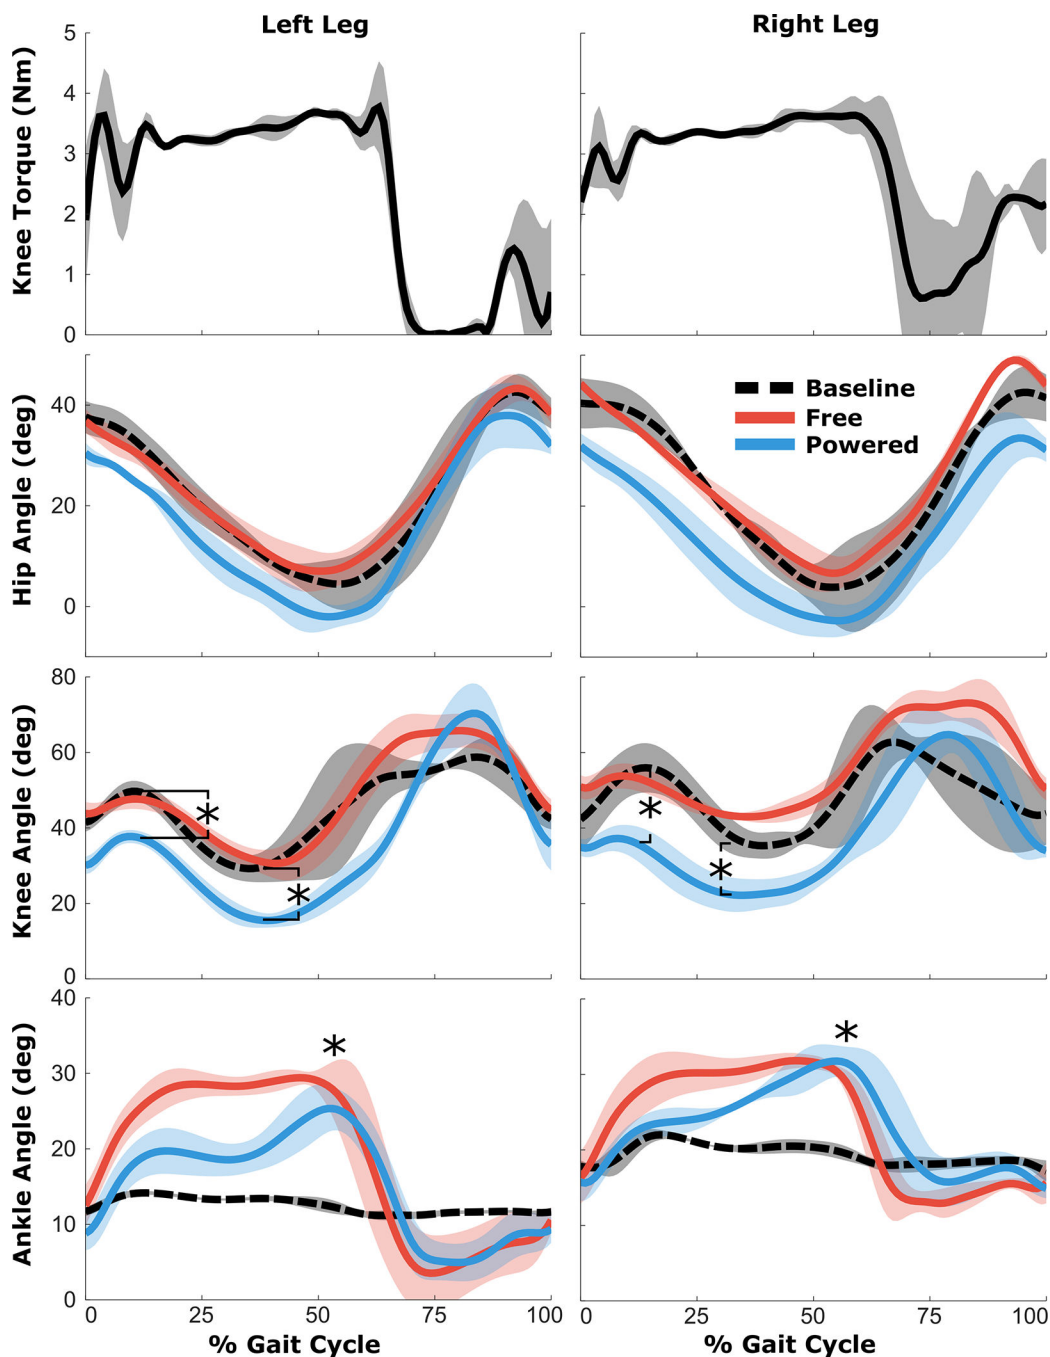 Left Leg
Right Leg
Knee Torque (Nm)
5
4
3
2
1
0
Hip Angle (deg)
40
20
0
Baseline
Free
Powered
Knee Angle (deg)
80
60
40
20
0
*
*
*
*
Ankle Angle (deg)
40
30
20
10
0
*
*
0 25 50 75 100
0 25 50 75 100
% Gait Cycle
% Gait Cycle